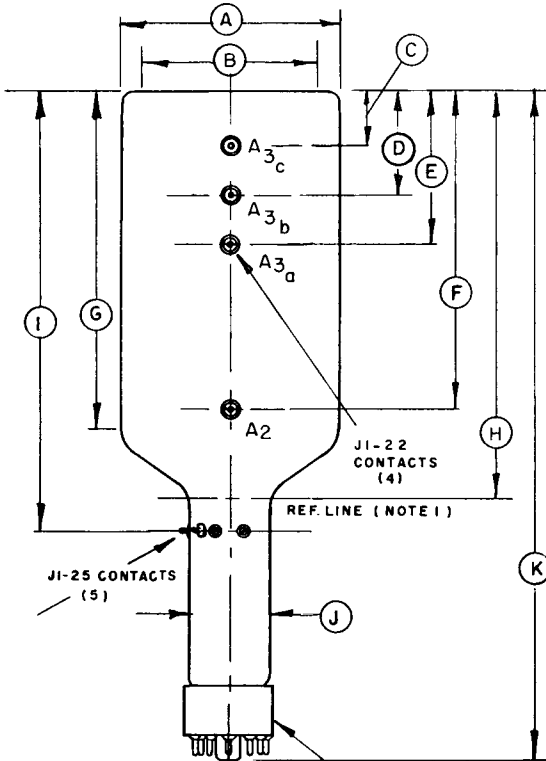 A
B
C
D
E
A3c
A3b
A3a
F
G
I
A2
H
J1-22
CONTACTS
(4)
REF. LINE (NOTE 1)
J1-25 CONTACTS
(5)
J
K